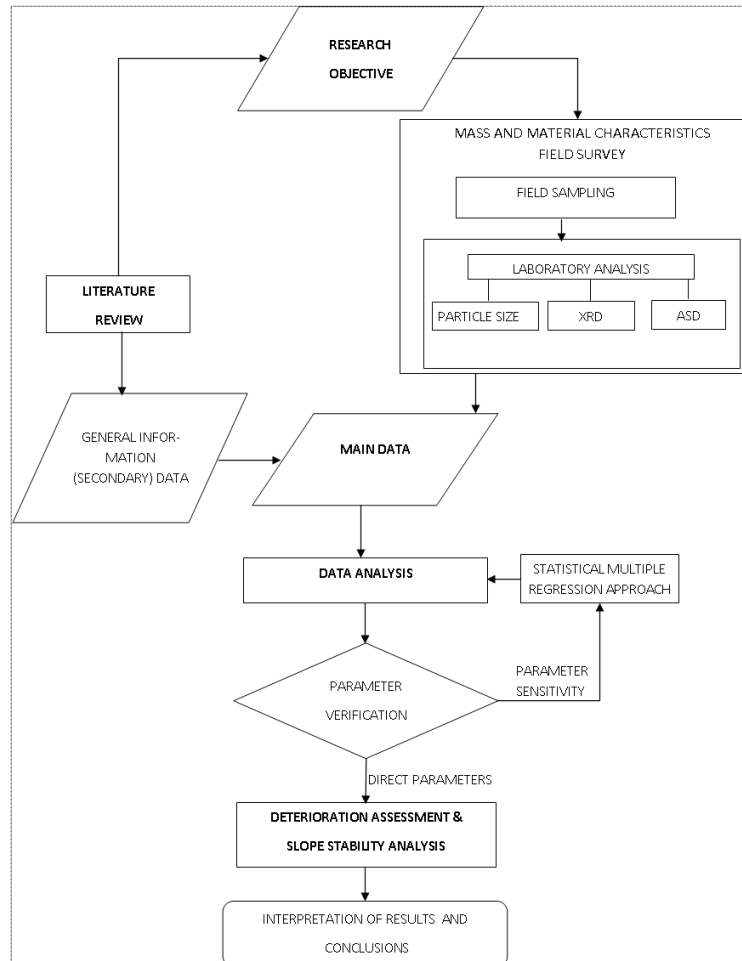 RESEARCH
OBJECTIVE
MASS AND MATERIAL CHARACTERISTICS
FIELD SURVEY
FIELD SAMPLING
LABORATORY ANALYSIS
PARTICLE SIZE
XRD
ASD
LITERATURE
REVIEW
GENERAL INFOR-
MATION
(SECONDARY) DATA
MAIN DATA
DATA ANALYSIS
STATISTICAL MULTIPLE
REGRESSION APPROACH
PARAMETER
VERIFICATION
PARAMETER
SENSITIVITY
DIRECT PARAMETERS
DETERIORATION ASSESSMENT &
SLOPE STABILITY ANALYSIS
INTERPRETATION OF RESULTS AND
CONCLUSIONS